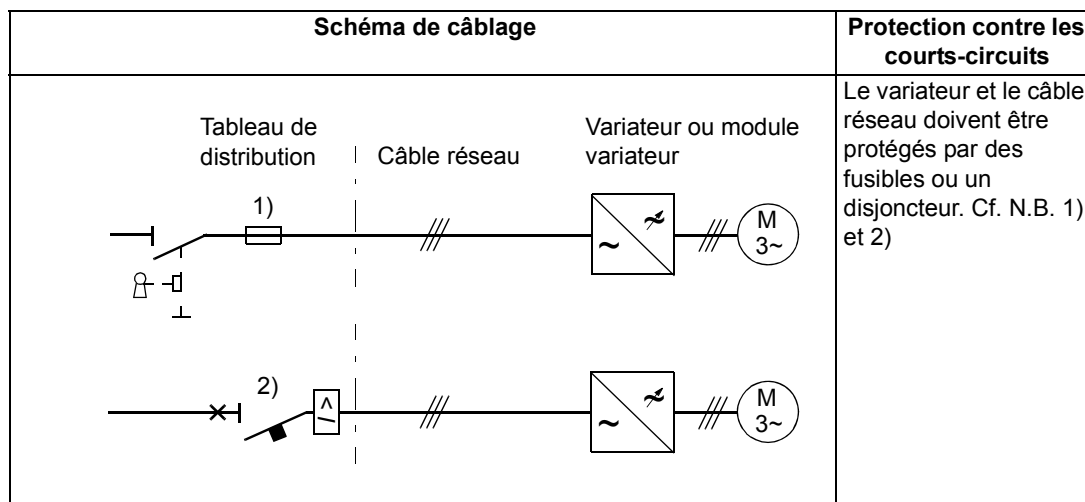 Schéma de câblage
Protection contre les
courts-circuits
Le variateur et le câble
réseau doivent être
protégés par des
fusibles ou un
disjoncteur. Cf. N.B. 1)
et 2)
Tableau de
distribution
Câble réseau
Variateur ou module
variateur
1)
~
~
M
3~
2)
I >
~
~
M
3~